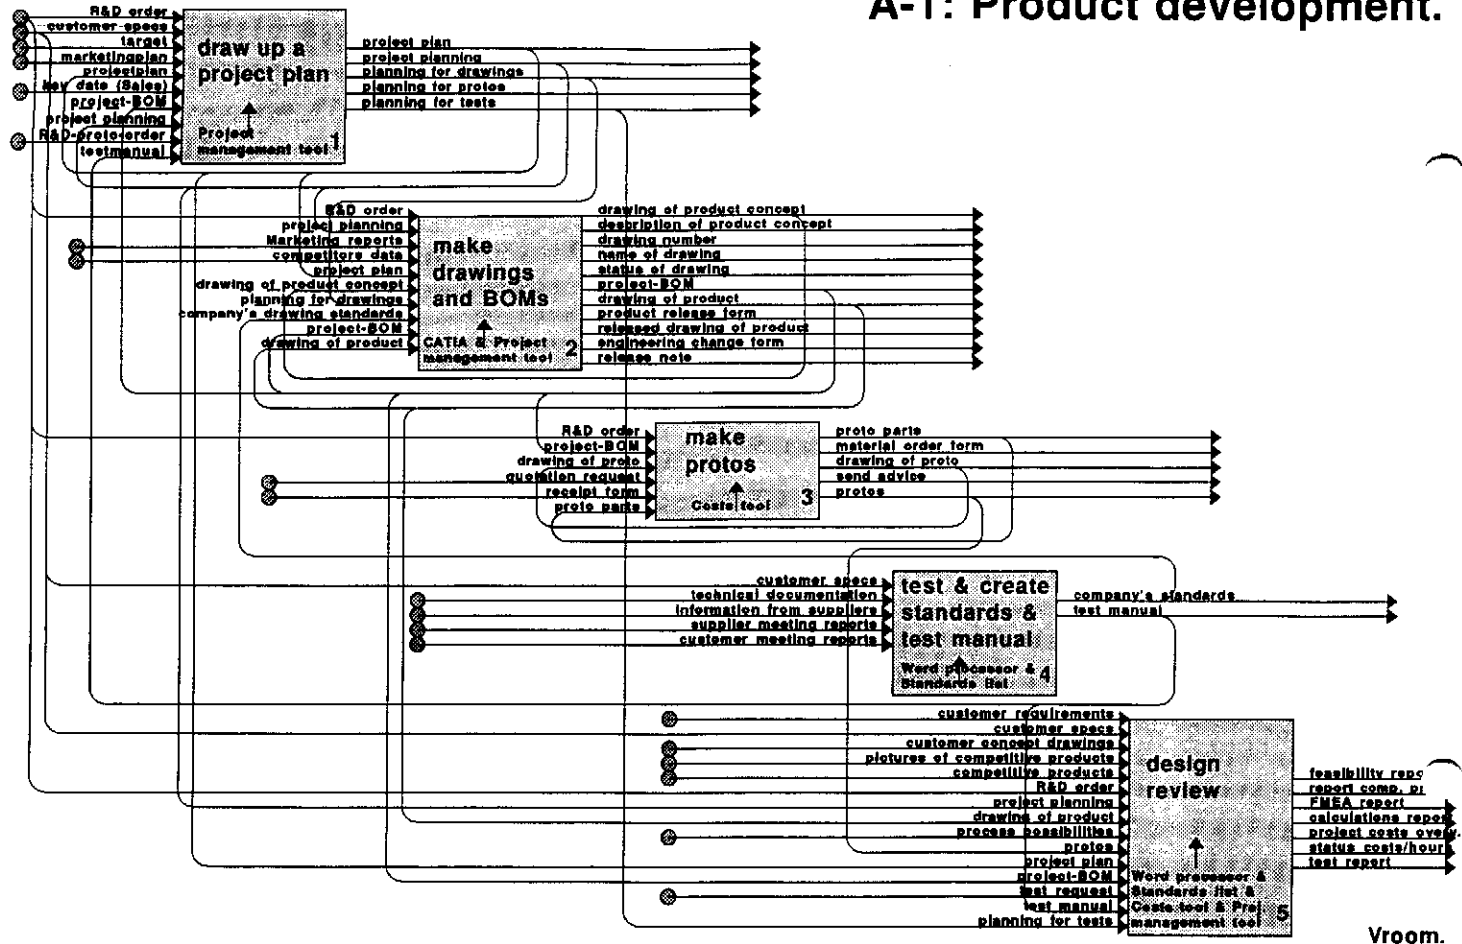 A-1: Product development.
R&D order
customer specs
target
marketingplan
projectplan
key date (Sales)
project-BOM
project planning
R&D-proto-order
testmanual
draw up a
project plan
Project
management tool
1
project plan
project planning
planning for drawings
planning for protos
planning for tests
R&D order
project planning
Marketing reports
competitors data
project plan
drawing of product concept
planning for drawings
company's drawing standards
project-BOM
drawing of product
make
drawings
and BOMs
CATIA & Project
management tool
2
drawing of product concept
description of product concept
drawing number
name of drawing
status of drawing
project-BOM
drawing of product
product release form
released drawing of product
engineering change form
release note
R&D order
project-BOM
drawing of proto
quotation request
receipt form
proto parts
make
protos
Costs tool
3
proto parts
material order form
drawing of proto
send advice
protos
customer specs
technical documentation
information from suppliers
supplier meeting reports
customer meeting reports
test & create
standards &
test manual
Word processor &
Standards list
4
company's standards
test manual
customer requirements
customer specs
customer concept drawings
pictures of competitive products
competitive products
R&D order
project planning
drawing of product
process possibilities
protos
project plan
project-BOM
test request
test manual
planning for tests
design
review
Word processor &
Standards list &
Costs tool & Proj
management tool
5
feasibility repo
report comp. pr
FMEA report
calculations report
project costs overv.
status costs/hours
test report
Vroom.